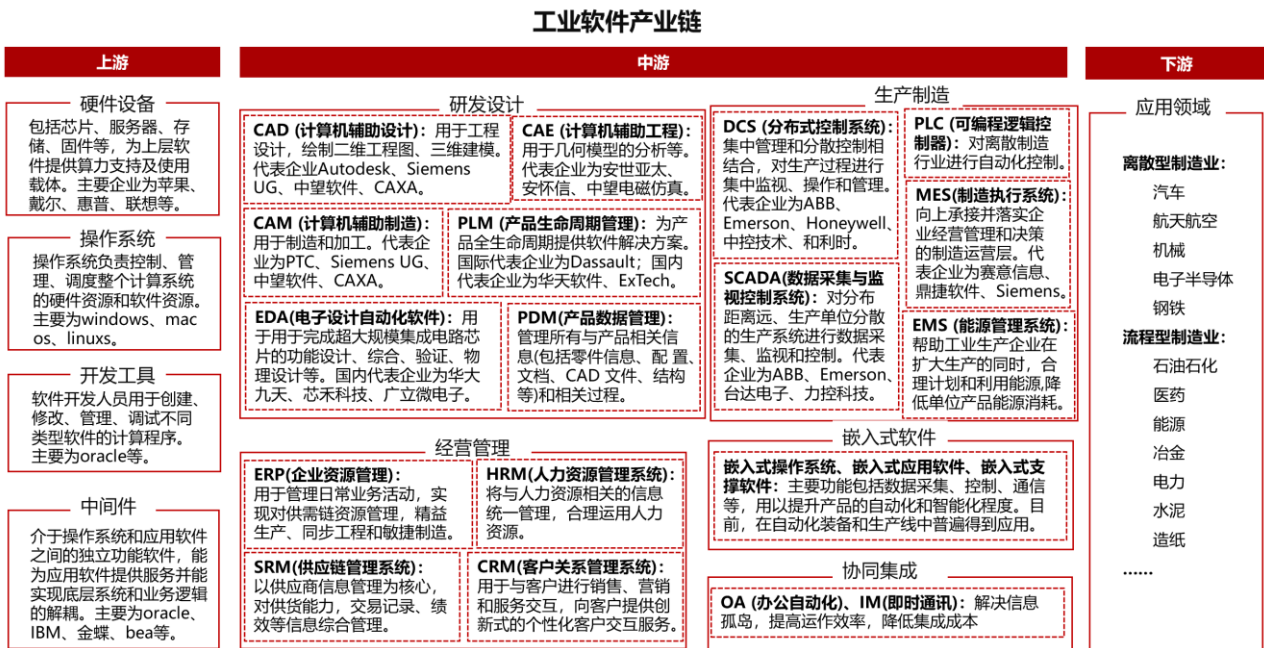 工业软件产业链
上游
中游
下游
硬件设备
包括芯片、服务器、存
储、固件等，为上层软
件提供算力支持及使用
载体。主要企业为苹果、
戴尔、惠普、联想等。
操作系统
操作系统负责控制、管
理、调度整个计算系统
的硬件资源和软件资源。
主要为windows、mac
os、linuxs。
开发工具
软件开发人员用于创建、
修改、管理、调试不同
类型软件的计算程序。
主要为oracle等。
中间件
介于操作系统和应用软件
之间的独立功能软件，能
为应用软件提供服务并能
实现底层系统和业务逻辑
的解耦。主要为oracle、
IBM、金蝶、bea等。
研发设计
CAD (计算机辅助设计)：用于工程
设计，绘制二维工程图、三维建模。
代表企业Autodesk、Siemens
UG、中望软件、CAXA。
CAE (计算机辅助工程)：
用于几何模型的分析等。
代表企业为安世亚太、
安怀信、中望电磁仿真。
CAM (计算机辅助制造)：
用于制造和加工。代表企
业为PTC、Siemens UG、
中望软件、CAXA。
PLM (产品生命周期管理)：为产
品全生命周期提供软件解决方案。
国际代表企业为Dassault；国内
代表企业为华天软件、ExTech。
EDA(电子设计自动化软件)：用
于用于完成超大规模集成电路芯
片的功能设计、综合、验证、物
理设计等。国内代表企业为华大
九天、芯禾科技、广立微电子。
PDM(产品数据管理)：
管理所有与产品相关信
息(包括零件信息、配 置、
文档、CAD 文件、结构
等)和相关过程。
生产制造
DCS (分布式控制系统)：
集中管理和分散控制相
结合，对生产过程进行
集中监视、操作和管理。
代表企业为ABB、
Emerson、Honeywell、
中控技术、和利时。
PLC (可编程逻辑控
制器)：对离散制造
行业进行自动化控制。
MES(制造执行系统)：
向上承接并落实企
业经营管理和决策
的制造运营层。代
表企业为赛意信息、
鼎捷软件、Siemens。
SCADA(数据采集与监
视控制系统)：对分布
距离远、生产单位分散
的生产系统进行数据采
集、监视和控制。代表
企业为ABB、Emerson、
台达电子、力控科技。
EMS (能源管理系统)：
帮助工业生产企业在
扩大生产的同时，合
理计划和利用能源,降
低单位产品能源消耗。
经营管理
ERP(企业资源管理)：
用于管理日常业务活动，实
现对供需链资源管理，精益
生产、同步工程和敏捷制造。
HRM(人力资源管理系统)：
将与人力资源相关的信息
统一管理，合理运用人力
资源。
SRM(供应链管理系统)：
以供应商信息管理为核心，
对供货能力，交易记录、绩
效等信息综合管理。
CRM(客户关系管理系统)：
用于与客户进行销售、营销
和服务交互，向客户提供创
新式的个性化客户交互服务。
嵌入式软件
嵌入式操作系统、嵌入式应用软件、嵌入式支
撑软件：主要功能包括数据采集、控制、通信
等，用以提升产品的自动化和智能化程度。目
前，在自动化装备和生产线中普遍得到应用。
协同集成
OA (办公自动化)、IM(即时通讯)：解决信息
孤岛，提高运作效率，降低集成成本
应用领域
离散型制造业：
汽车
航天航空
机械
电子半导体
钢铁
流程型制造业：
石油石化
医药
能源
冶金
电力
水泥
造纸
……